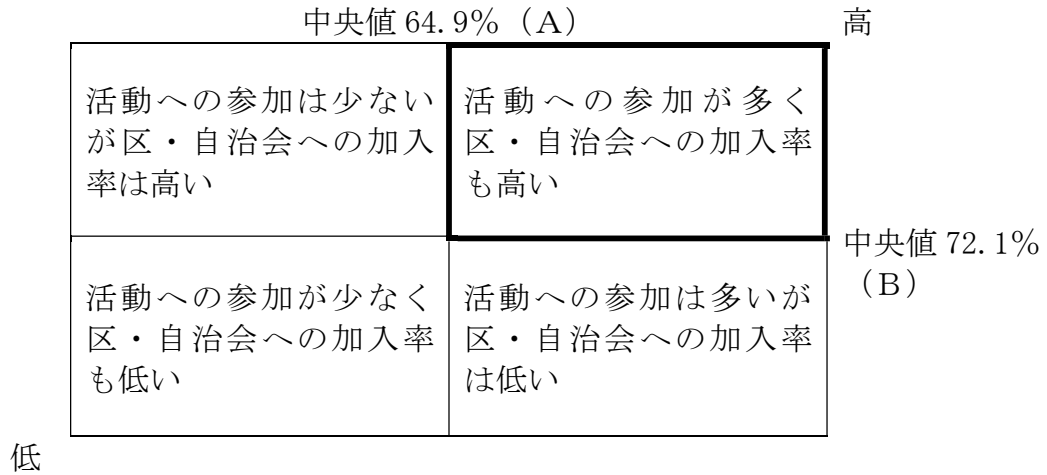 中央値 64.9%（A） 高
活動への参加は少ない
が区・自治会への加入
率は高い
活動への参加が多く
区・自治会への加入率
も高い
中央値 72.1%
（B）
活動への参加が少なく
区・自治会への加入率
も低い
活動への参加は多いが
区・自治会への加入率
は低い
低